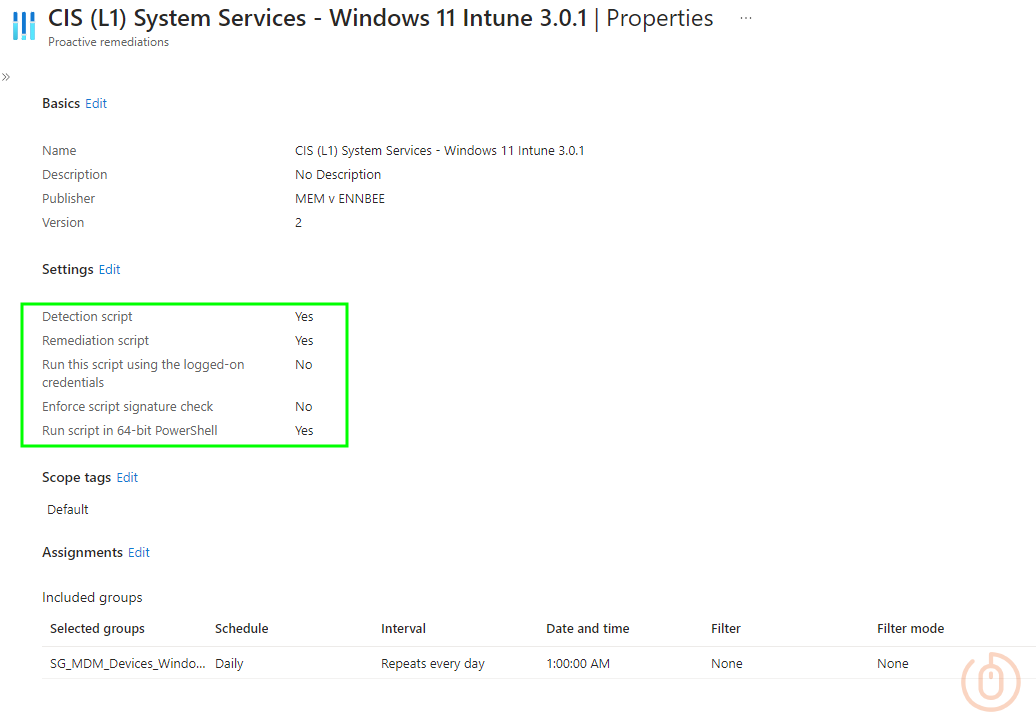 CIS (L1) System Services - Windows 11 Intune 3.0.1 | Properties ...
Proactive remediations
»
Basics Edit
Name CIS (L1) System Services - Windows 11 Intune 3.0.1
Description No Description
Publisher MEM v ENNBEE
Version 2
Settings Edit
Detection script Yes
Remediation script Yes
Run this script using the logged-on No
credentials
Enforce script signature check No
Run script in 64-bit PowerShell Yes
Scope tags Edit
Default
Assignments Edit
Included groups
Selected groups Schedule Interval Date and time Filter Filter mode
SG_MDM_Devices_Windo... Daily Repeats every day 1:00:00 AM None None